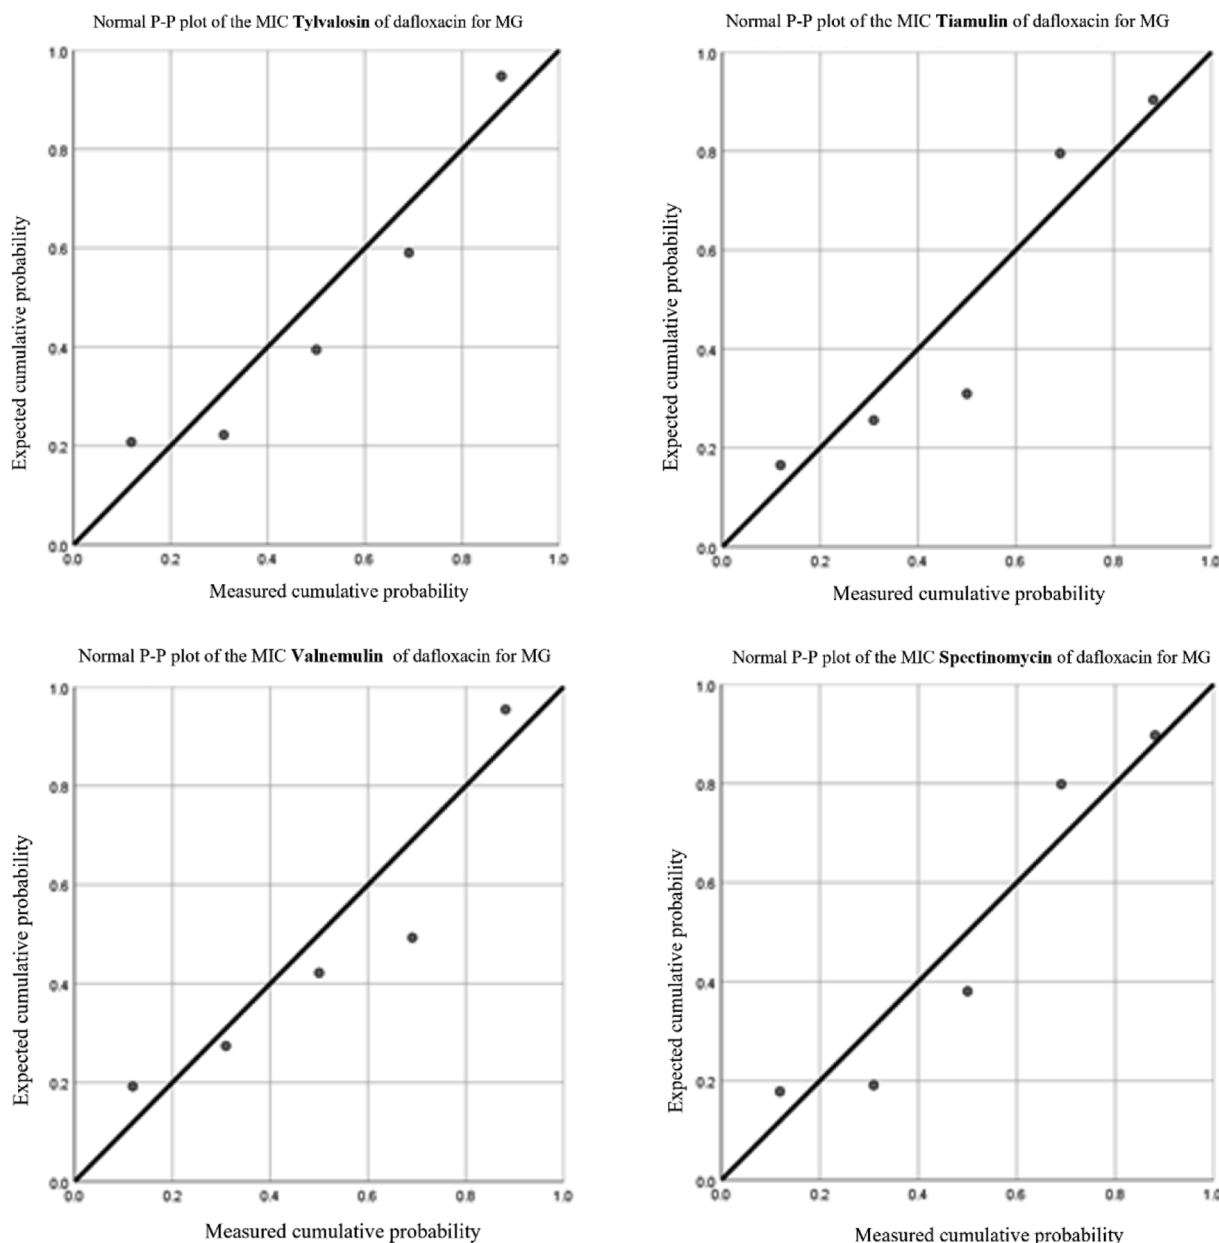 Normal P-P plot of the MIC Tylvalosin of dafloxacin for MG
1.0
0.8
0.6
0.4
0.2
0.0
0.0 0.2 0.4 0.6 0.8 1.0
Expected cumulative probability
Measured cumulative probability
Normal P-P plot of the MIC Tiamulin of dafloxacin for MG
1.0
0.8
0.6
0.4
0.2
0.0
0.0 0.2 0.4 0.6 0.8 1.0
Expected cumulative probability
Measured cumulative probability
Normal P-P plot of the MIC Valnemulin of dafloxacin for MG
1.0
0.8
0.6
0.4
0.2
0.0
0.0 0.2 0.4 0.6 0.8 1.0
Expected cumulative probability
Measured cumulative probability
Normal P-P plot of the MIC Spectinomycin of dafloxacin for MG
1.0
0.8
0.6
0.4
0.2
0.0
0.0 0.2 0.4 0.6 0.8 1.0
Expected cumulative probability
Measured cumulative probability